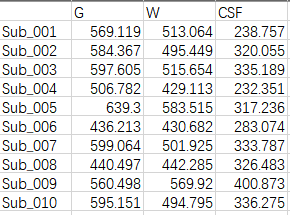 G W CSF
Sub_001 569.119 513.064 238.757
Sub_002 584.367 495.449 320.055
Sub_003 597.605 515.654 335.189
Sub_004 506.782 429.113 232.351
Sub_005 639.3 583.515 317.236
Sub_006 436.213 430.682 283.074
Sub_007 599.064 501.925 333.787
Sub_008 440.497 442.285 326.483
Sub_009 560.498 569.92 400.873
Sub_010 595.151 494.795 336.275